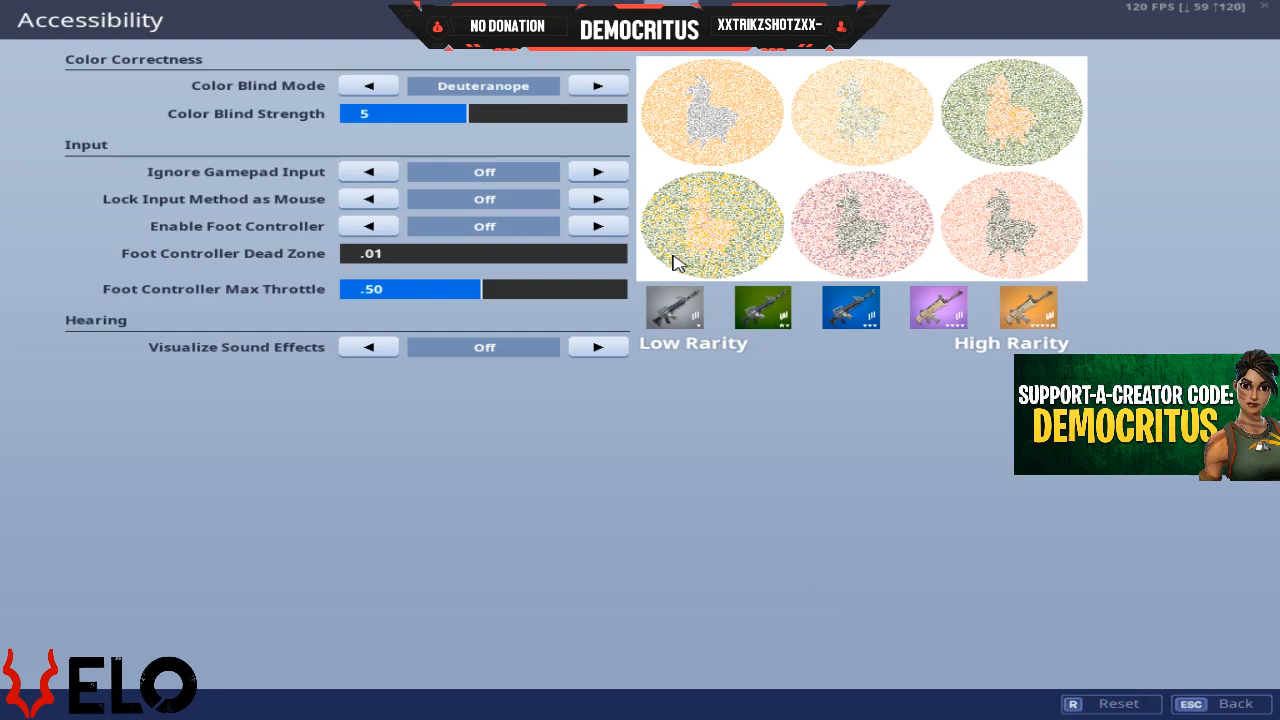 Accessibility
120 FPS [↓ 59 ↑120]
NO DONATION
DEMOCRITUS
XXTRIKZSHOTZXX-
Color Correctness
Color Blind Mode
Deuteranope
Color Blind Strength
5
Input
Ignore Gamepad Input
Off
Lock Input Method as Mouse
Off
Enable Foot Controller
Off
Foot Controller Dead Zone
.01
Foot Controller Max Throttle
.50
Hearing
Visualize Sound Effects
Off
Low Rarity
High Rarity
SUPPORT-A-CREATOR CODE:
DEMOCRITUS
VELO
R Reset
ESC Back